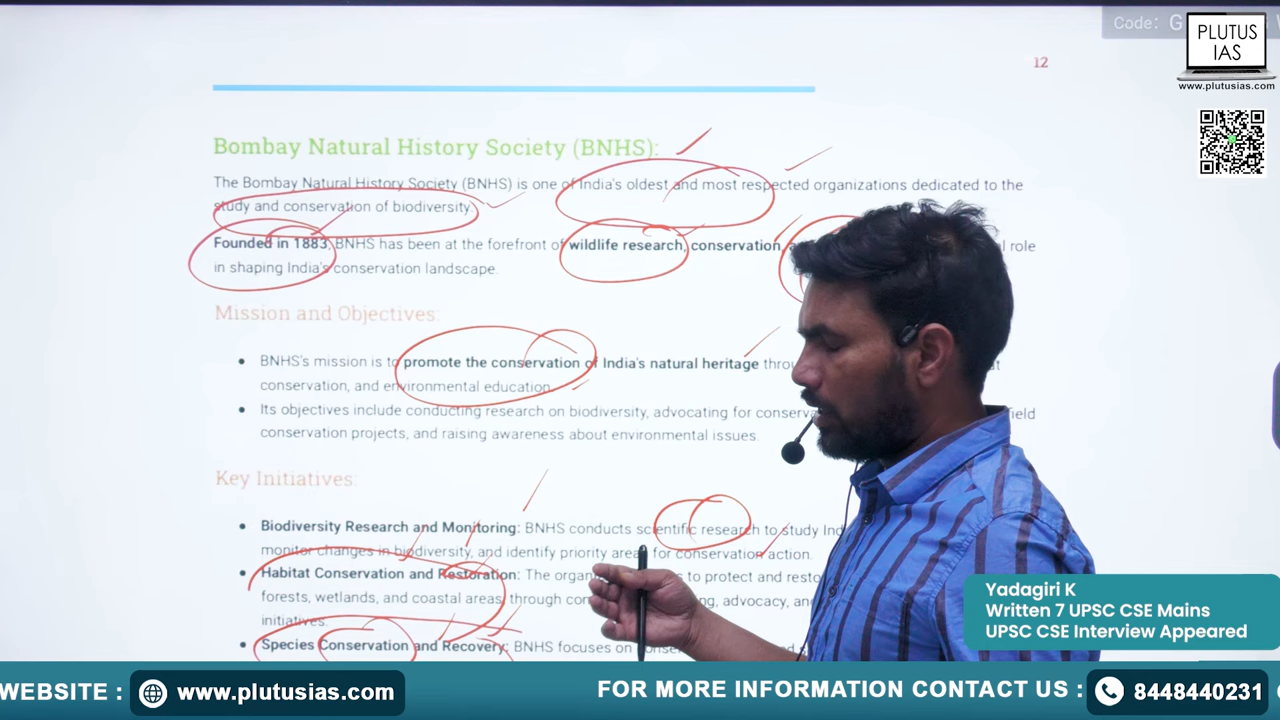 Code: G
PLUTUS
IAS
www.plutusias.com
12
Bombay Natural History Society (BNHS):
The Bombay Natural History Society (BNHS) is one of India's oldest and most respected organizations dedicated to the
study and conservation of biodiversity.
Founded in 1883, BNHS has been at the forefront of wildlife research, conservation, role
in shaping India's conservation landscape.
Mission and Objectives:
BNHS's mission is to promote the conservation of India's natural heritage
conservation, and environmental education.
Its objectives include conducting research on biodiversity, advocating for field
conservation projects, and raising awareness about environmental issues.
Key Initiatives:
Biodiversity Research and Monitoring: BNHS conducts scientific research to study
monitor changes in biodiversity, and identify priority areas for conservation action.
Habitat Conservation and Restoration: The to protect and
forests, wetlands, and coastal areas, through advocacy,
initiatives.
Species Conservation and Recovery: BNHS focuses on
Yadagiri K
Written 7 UPSC CSE Mains
UPSC CSE Interview Appeared
WEBSITE : www.plutusias.com FOR MORE INFORMATION CONTACT US : 8448440231